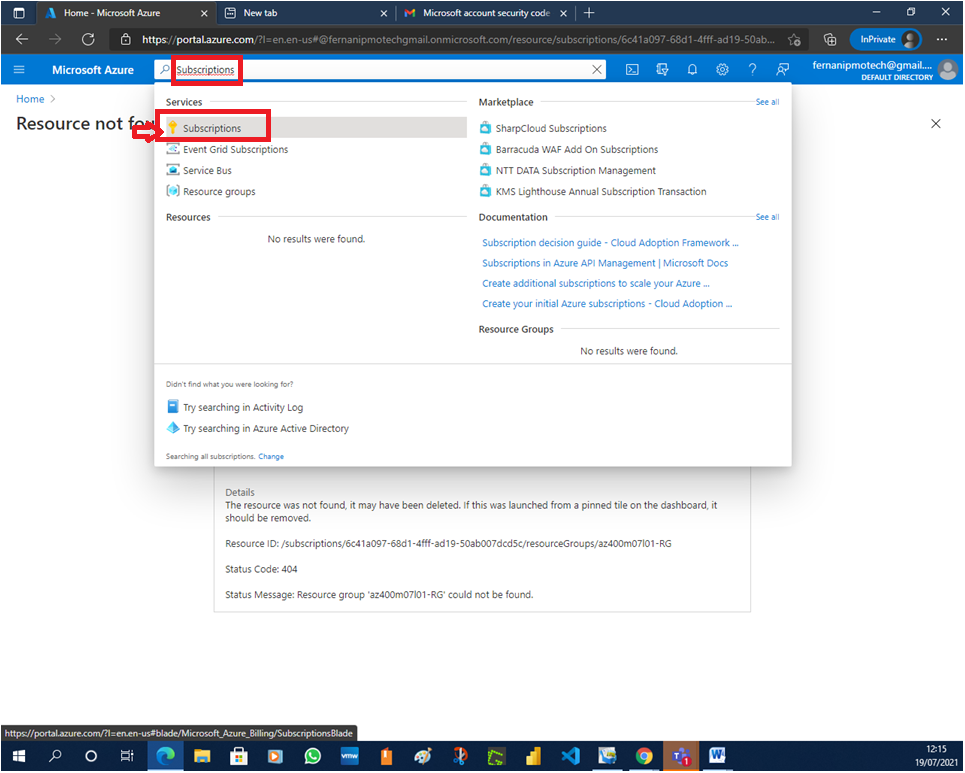 Home - Microsoft Azure
New tab
Microsoft account security code
https://portal.azure.com/?l=en.en-us#@fernanipmotechgmail.onmicrosoft.com/resource/subscriptions/6c41a097-68d1-4fff-ad19-50ab...
InPrivate
Microsoft Azure
Subscriptions
fernanipmotech@gmail....
DEFAULT DIRECTORY
Home
Resource not fou
Services
Subscriptions
Event Grid Subscriptions
Service Bus
Resource groups
Resources
No results were found.
Marketplace
See all
SharpCloud Subscriptions
Barracuda WAF Add On Subscriptions
NTT DATA Subscription Management
KMS Lighthouse Annual Subscription Transaction
Documentation
See all
Subscription decision guide - Cloud Adoption Framework ...
Subscriptions in Azure API Management | Microsoft Docs
Create additional subscriptions to scale your Azure ...
Create your initial Azure subscriptions - Cloud Adoption ...
Resource Groups
No results were found.
Didn't find what you were looking for?
Try searching in Activity Log
Try searching in Azure Active Directory
Searching all subscriptions. Change
Details
The resource was not found, it may have been deleted. If this was launched from a pinned tile on the dashboard, it
should be removed.
Resource ID: /subscriptions/6c41a097-68d1-4fff-ad19-50ab007dcd5c/resourceGroups/az400m07l01-RG
Status Code: 404
Status Message: Resource group 'az400m07l01-RG' could not be found.
https://portal.azure.com/?l=en.en-us#blade/Microsoft_Azure_Billing/SubscriptionsBlade
vmw
1
12:15
19/07/2021